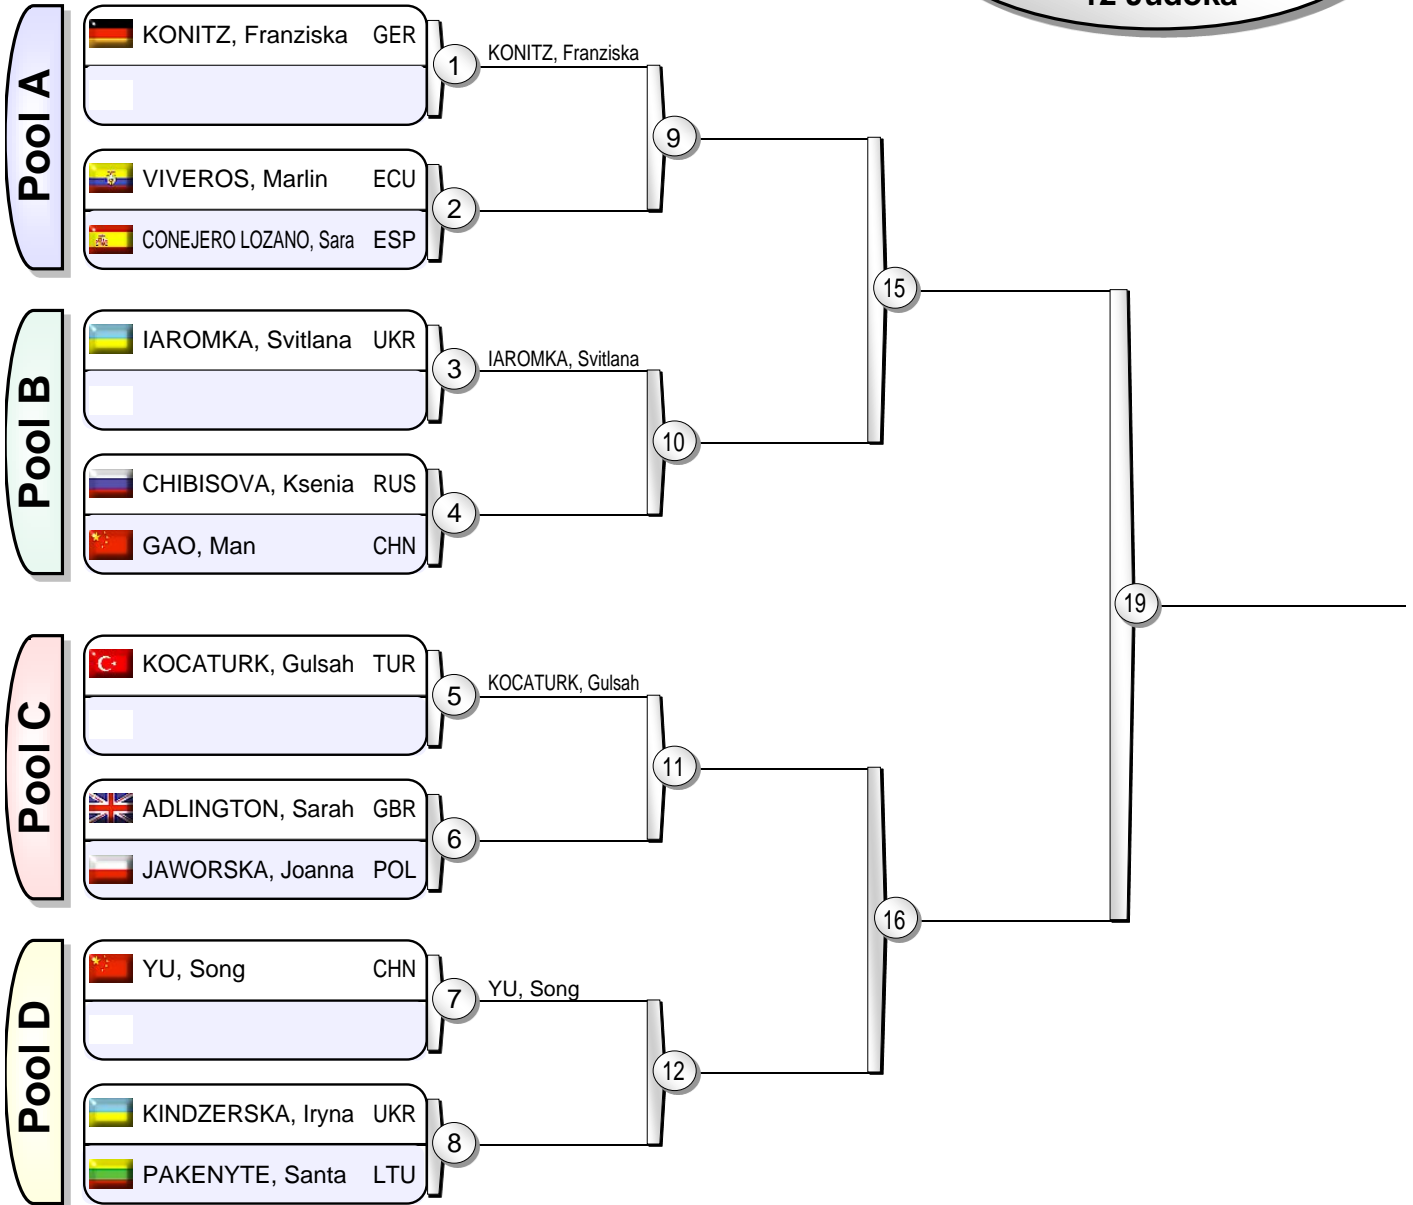 12 Judoka
Pool A
KONITZ, Franziska GER
1
KONITZ, Franziska
9
VIVEROS, Marlin ECU
2
CONEJERO LOZANO, Sara ESP
15
Pool B
IAROMKA, Svitlana UKR
3
IAROMKA, Svitlana
10
CHIBISOVA, Ksenia RUS
4
GAO, Man CHN
19
Pool C
KOCATURK, Gulsah TUR
5
KOCATURK, Gulsah
11
ADLINGTON, Sarah GBR
6
JAWORSKA, Joanna POL
16
Pool D
YU, Song CHN
7
YU, Song
12
KINDZERSKA, Iryna UKR
8
PAKENYTE, Santa LTU